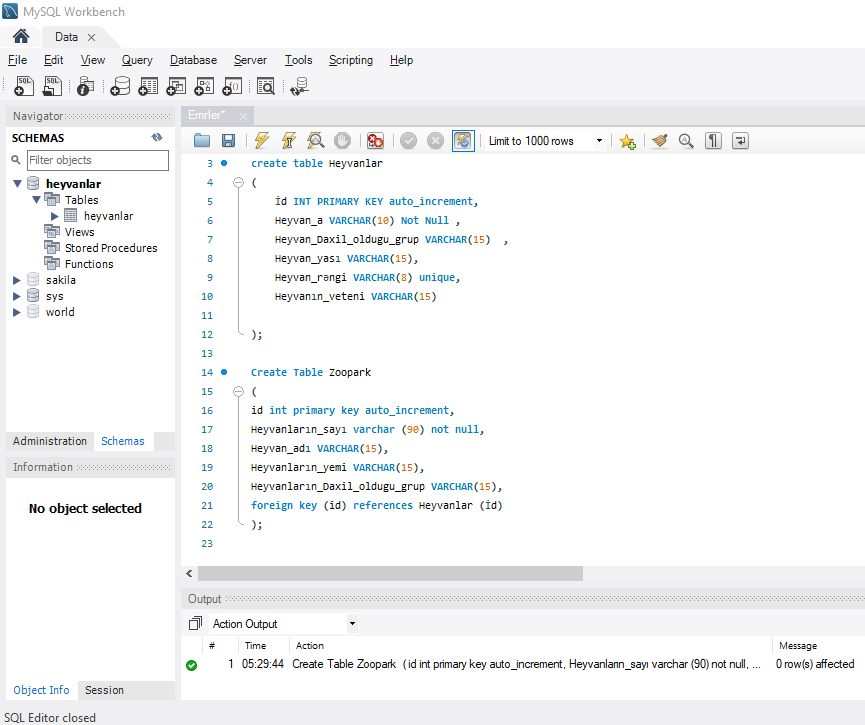 MySQL Workbench
Data
File Edit View Query Database Server Tools Scripting Help
Navigator
SCHEMAS
Filter objects
heyvanlar
Tables
heyvanlar
Views
Stored Procedures
Functions
sakila
sys
world
Administration Schemas
Information
No object selected
Object Info Session
SQL Editor closed
Emrler*
Limit to 1000 rows
3 create table Heyvanlar
4 (
5 İd INT PRIMARY KEY auto_increment,
6 Heyvan_a VARCHAR(10) Not Null ,
7 Heyvan_Daxil_oldugu_grup VARCHAR(15) ,
8 Heyvan_yası VARCHAR(15),
9 Heyvan_rəngi VARCHAR(8) unique,
10 Heyvanın_veteni VARCHAR(15)
11
12 );
13
14 Create Table Zoopark
15 (
16 id int primary key auto_increment,
17 Heyvanların_sayı varchar (90) not null,
18 Heyvan_adı VARCHAR(15),
19 Heyvanların_yemi VARCHAR(15),
20 Heyvanların_Daxil_oldugu_grup VARCHAR(15),
21 foreign key (id) references Heyvanlar (İd)
22 );
23
Output
Action Output
# Time Action Message
1 05:29:44 Create Table Zoopark ( id int primary key auto_increment, Heyvanların_sayı varchar (90) not null, ... 0 row(s) affected